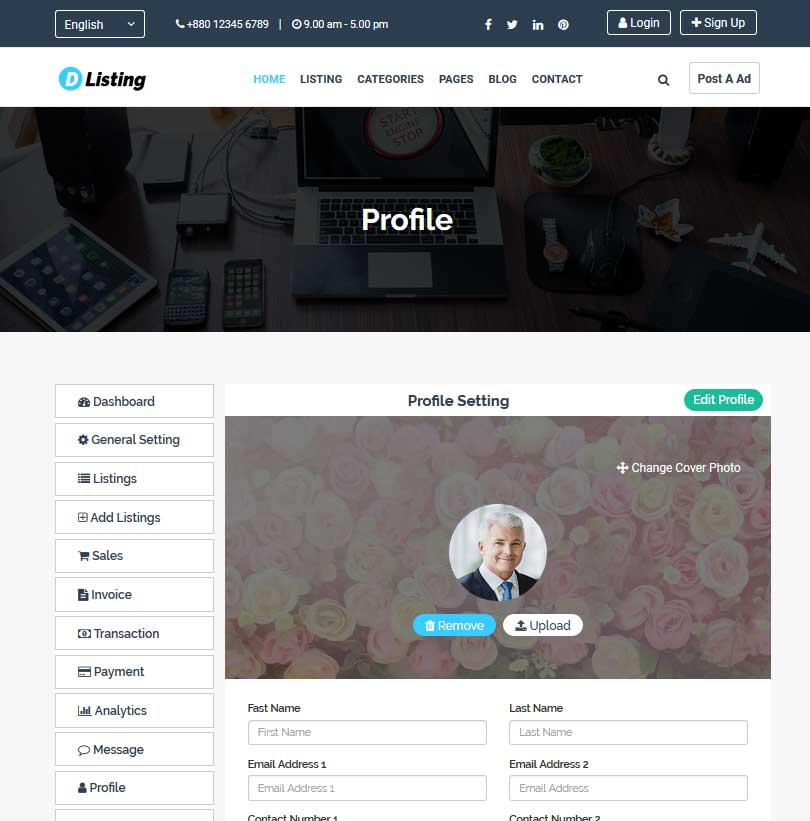 English
+880 12345 6789 | 9.00 am - 5.00 pm
Login
Sign Up
D Listing
HOME LISTING CATEGORIES PAGES BLOG CONTACT
Post A Ad
START
ENGINE
STOP
Profile
Dashboard
General Setting
Listings
Add Listings
Sales
Invoice
Transaction
Payment
Analytics
Message
Profile
Profile Setting
Edit Profile
Change Cover Photo
Remove
Upload
Fast Name
Last Name
First Name
Last Name
Email Address 1
Email Address 2
Email Address 1
Email Address
Contact Number 1
Contact Number 2